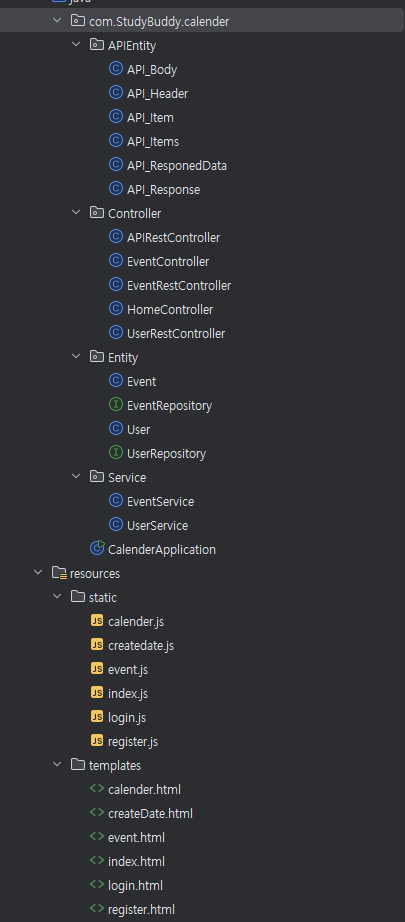 java
com.StudyBuddy.calender
APIEntity
API_Body
API_Header
API_Item
API_Items
API_ResponedData
API_Response
Controller
APIRestController
EventController
EventRestController
HomeController
UserRestController
Entity
Event
EventRepository
User
UserRepository
Service
EventService
UserService
CalenderApplication
resources
static
calender.js
createdate.js
event.js
index.js
login.js
register.js
templates
calender.html
createDate.html
event.html
index.html
login.html
register.html